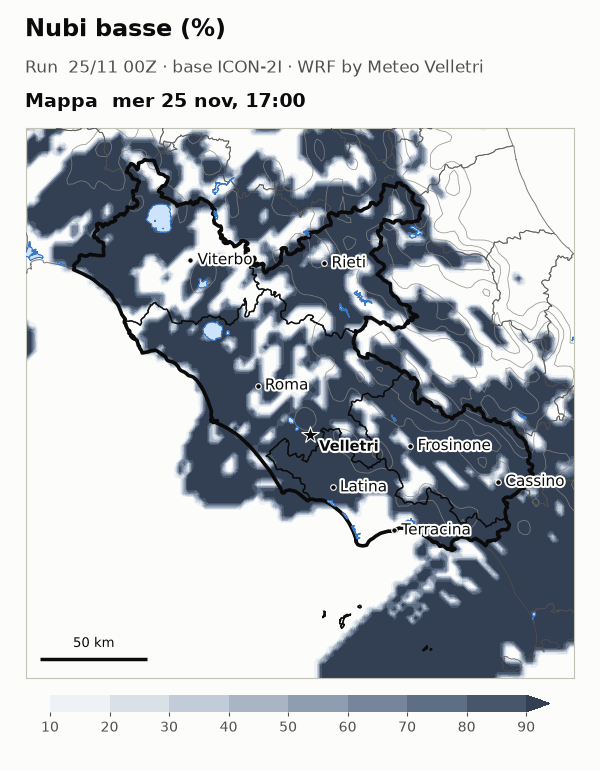 Nubi basse (%)
Run  25/11 00Z · base ICON-2I · WRF by Meteo Velletri
Mappa  mer 25 nov, 17:00
Viterbo
Rieti
Roma
Velletri
Frosinone
Latina
Cassino
Terracina
50 km
10 20 30 40 50 60 70 80 90